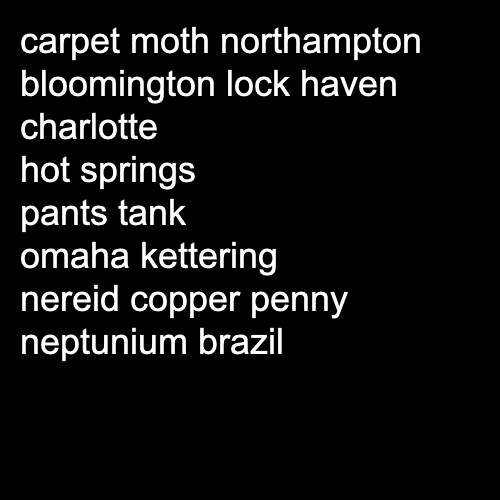 carpet moth northampton
bloomington lock haven
charlotte
hot springs
pants tank
omaha kettering
nereid copper penny
neptunium brazil